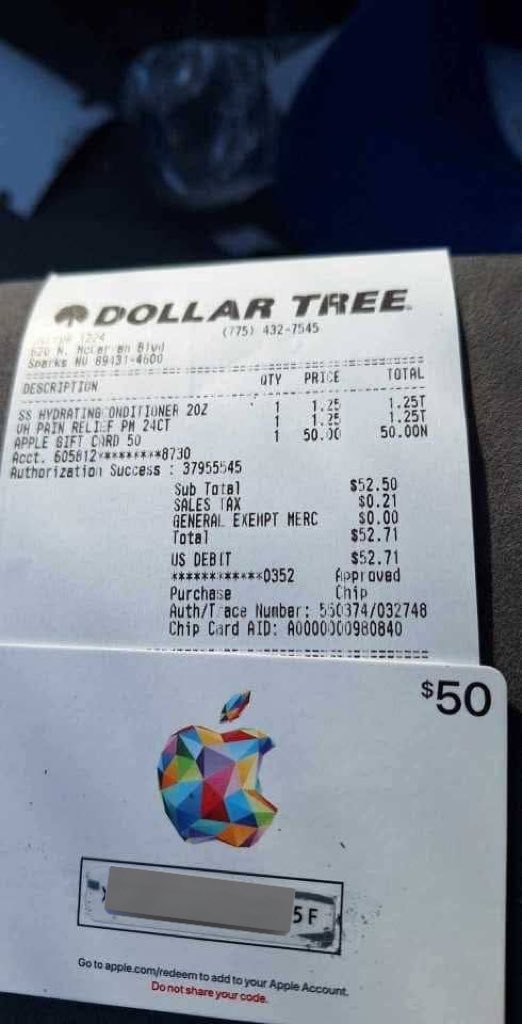 DOLLAR TREE
(775) 432-7545
Blvd
Sparks NV 89431-4600
DESCRIPTION QTY PRICE TOTAL
SS HYDRATING ONDITIONER 20Z 1 1.25 1.25T
VH PAIN RELIEF PM 24CT 1 1.25 1.25T
APPLE GIFT CARD 50 1 50.00 50.00N
Acct. 605812********8730
Authorization Success : 37955545
Sub Total $52.50
SALES TAX $0.21
GENERAL EXEMPT MERC $0.00
Total $52.71
US DEBIT $52.71
************0352 Approved
Purchase Chip
Auth/T ace Number: 550374/032748
Chip Card AID: A0000000980840
$50
5F
Go to apple.com/redeem to add to your Apple Account.
Do not share your code.